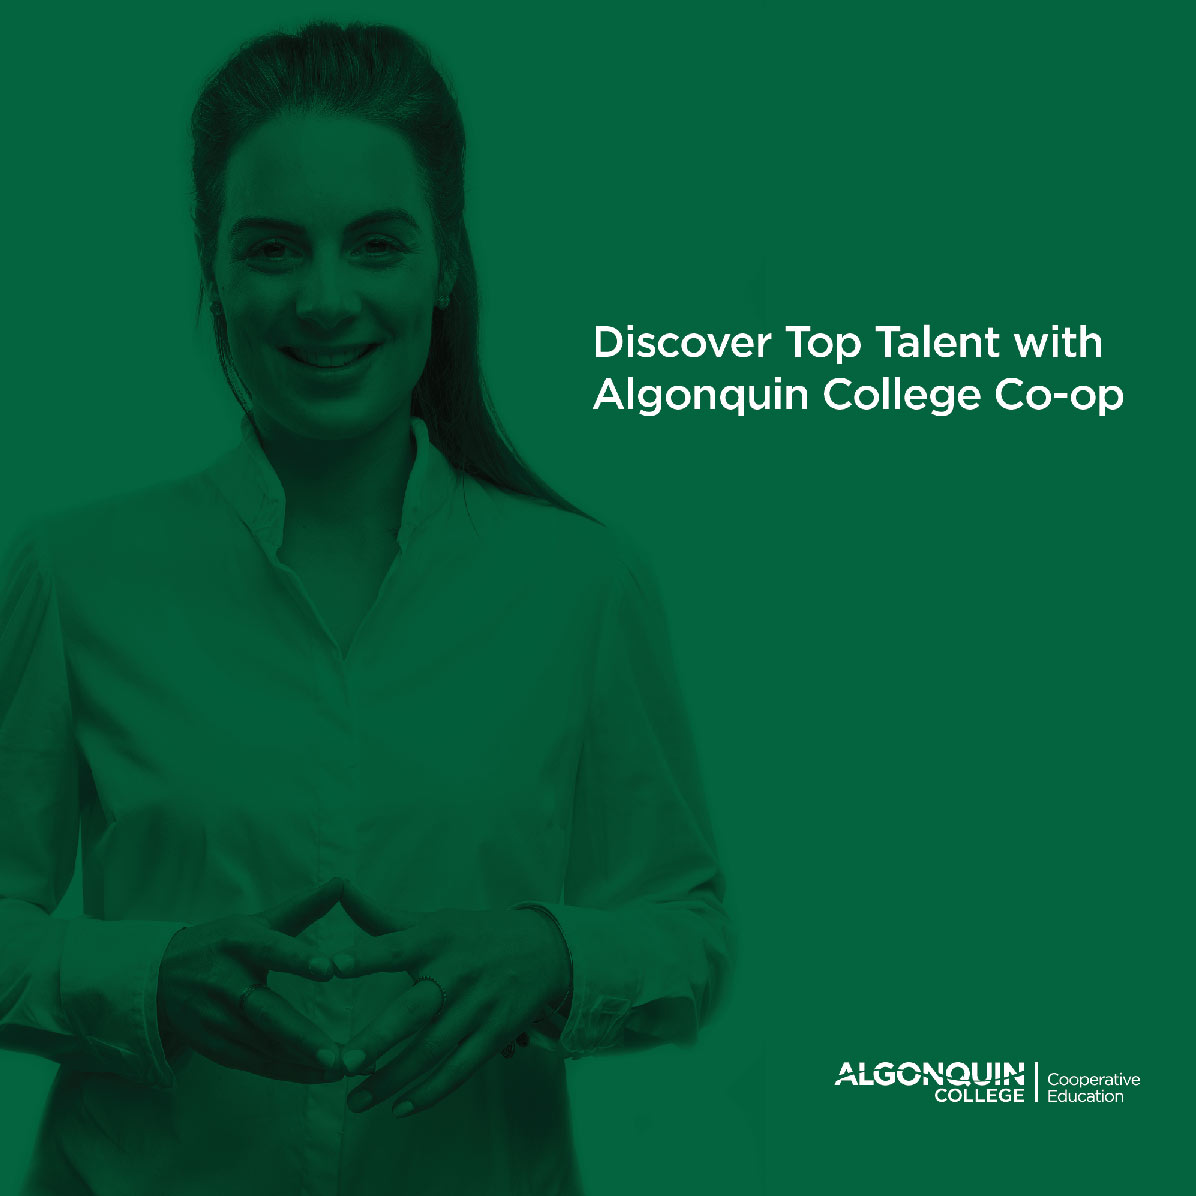 Discover Top Talent with
Algonquin College Co-op
ALGONQUIN
COLLEGE
Cooperative
Education